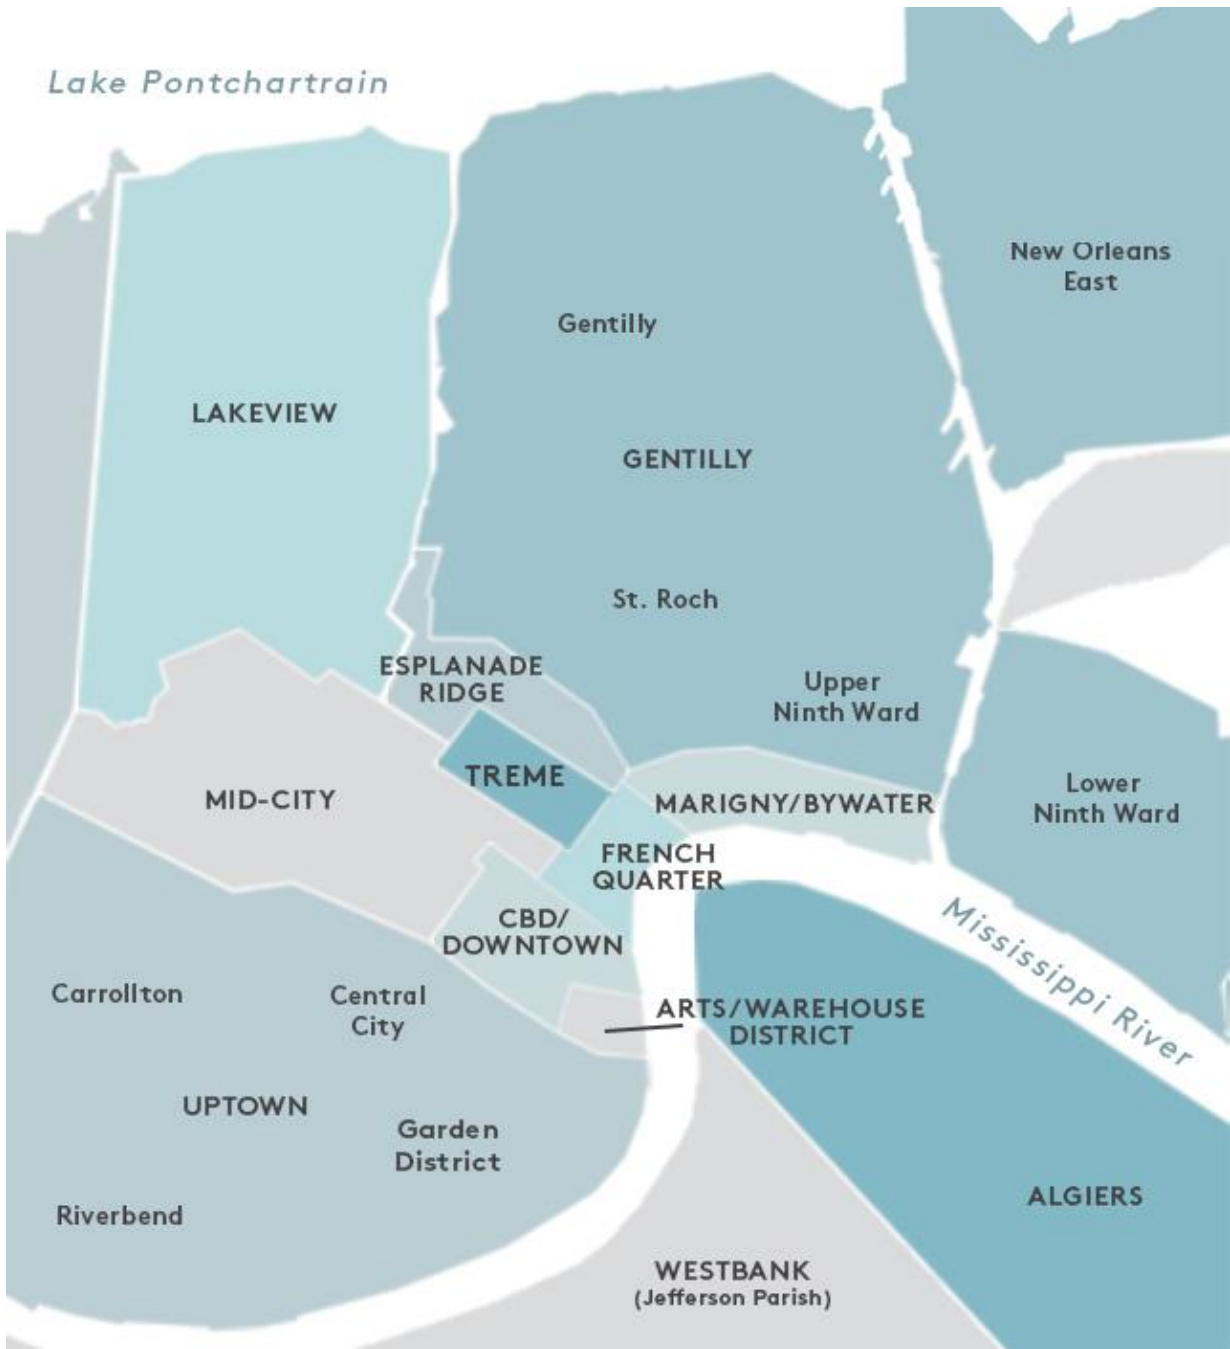 Lake Pontchartrain
New Orleans
East
Gentilly
LAKEVIEW
GENTILLY
St. Roch
ESPLANADE
RIDGE
Upper
Ninth Ward
TREME
MID-CITY
MARIGNY/BYWATER
Lower
Ninth Ward
FRENCH
QUARTER
CBD/
DOWNTOWN
Mississippi River
Carrollton
Central
City
ARTS/WAREHOUSE
DISTRICT
UPTOWN
Garden
District
Riverbend
ALGIERS
WESTBANK
(Jefferson Parish)